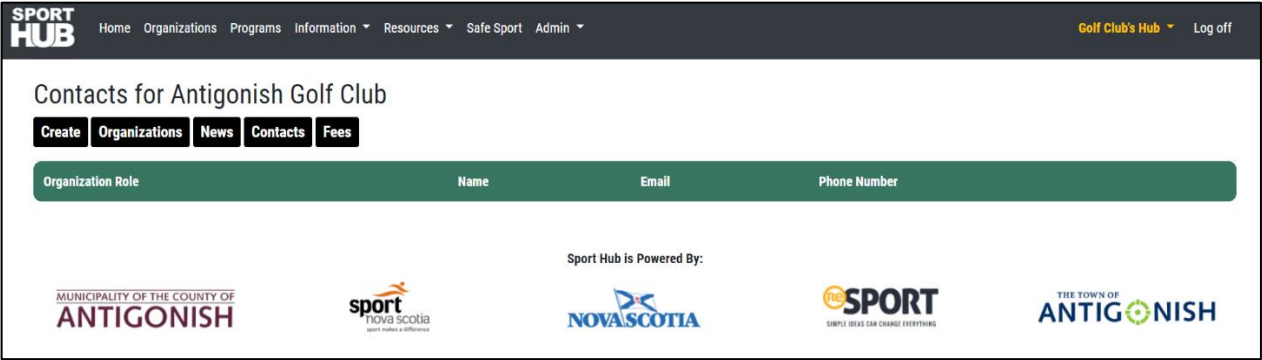 SPORT HUB Home Organizations Programs Information Resources Safe Sport Admin Golf Club's Hub Log off
Contacts for Antigonish Golf Club
Create Organizations News Contacts Fees
Organization Role Name Email Phone Number
Sport Hub is Powered By:
MUNICIPALITY OF THE COUNTY OF
ANTIGONISH
sport
nova scotia
sport makes a difference
NOVA SCOTIA
reSPORT
SIMPLE IDEAS CAN CHANGE EVERYTHING
THE TOWN OF
ANTIGONISH